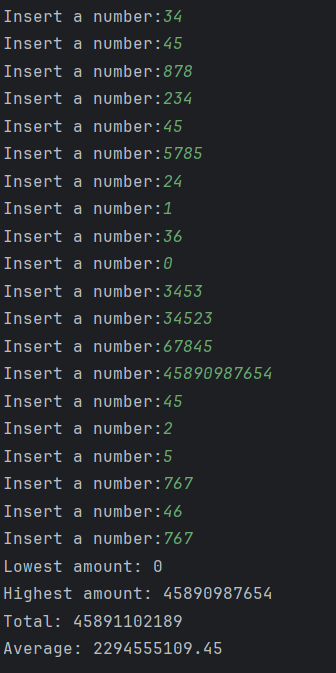 Insert a number:34
Insert a number:45
Insert a number:878
Insert a number:234
Insert a number:45
Insert a number:5785
Insert a number:24
Insert a number:1
Insert a number:36
Insert a number:0
Insert a number:3453
Insert a number:34523
Insert a number:67845
Insert a number:45890987654
Insert a number:45
Insert a number:2
Insert a number:5
Insert a number:767
Insert a number:46
Insert a number:767
Lowest amount: 0
Highest amount: 45890987654
Total: 45891102189
Average: 2294555109.45